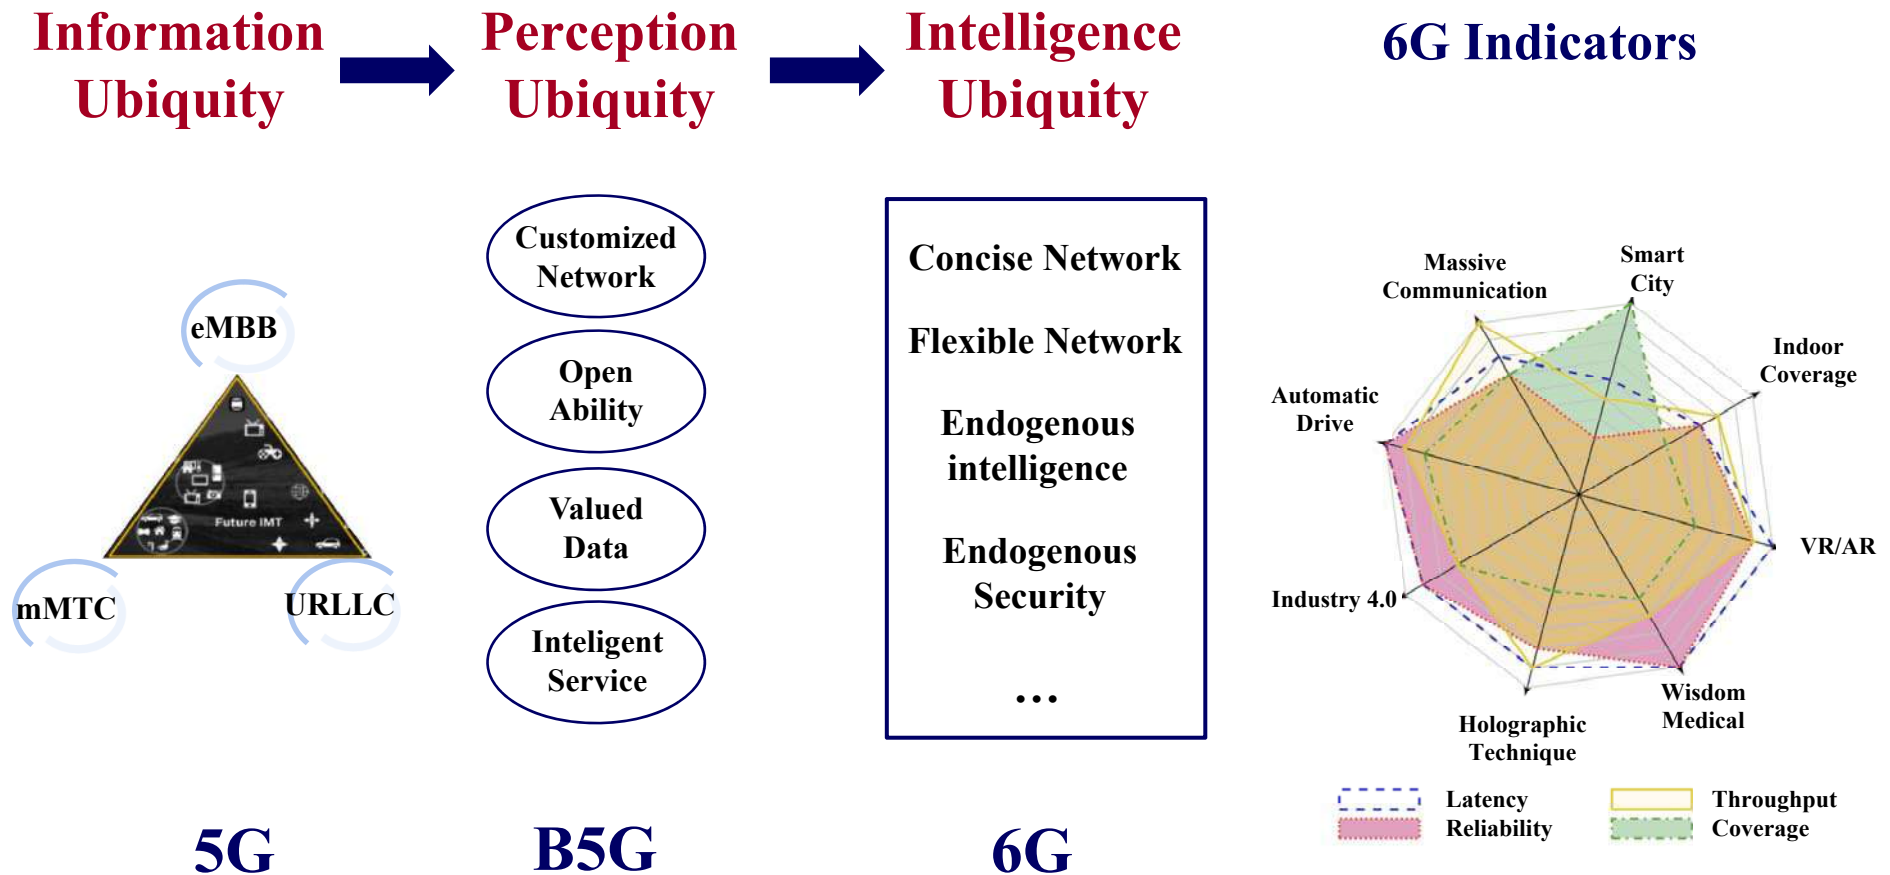 Information
Ubiquity
Perception
Ubiquity
Intelligence
Ubiquity
6G Indicators
eMBB
Future IMT
mMTC
URLLC
Customized
Network
Open
Ability
Valued
Data
Inteligent
Service
Concise Network
Flexible Network
Endogenous
intelligence
Endogenous
Security
...
Smart
City
Massive
Communication
Indoor
Coverage
Automatic
Drive
VR/AR
Industry 4.0
Wisdom
Medical
Holographic
Technique
Latency
Throughput
Reliability
Coverage
5G
B5G
6G